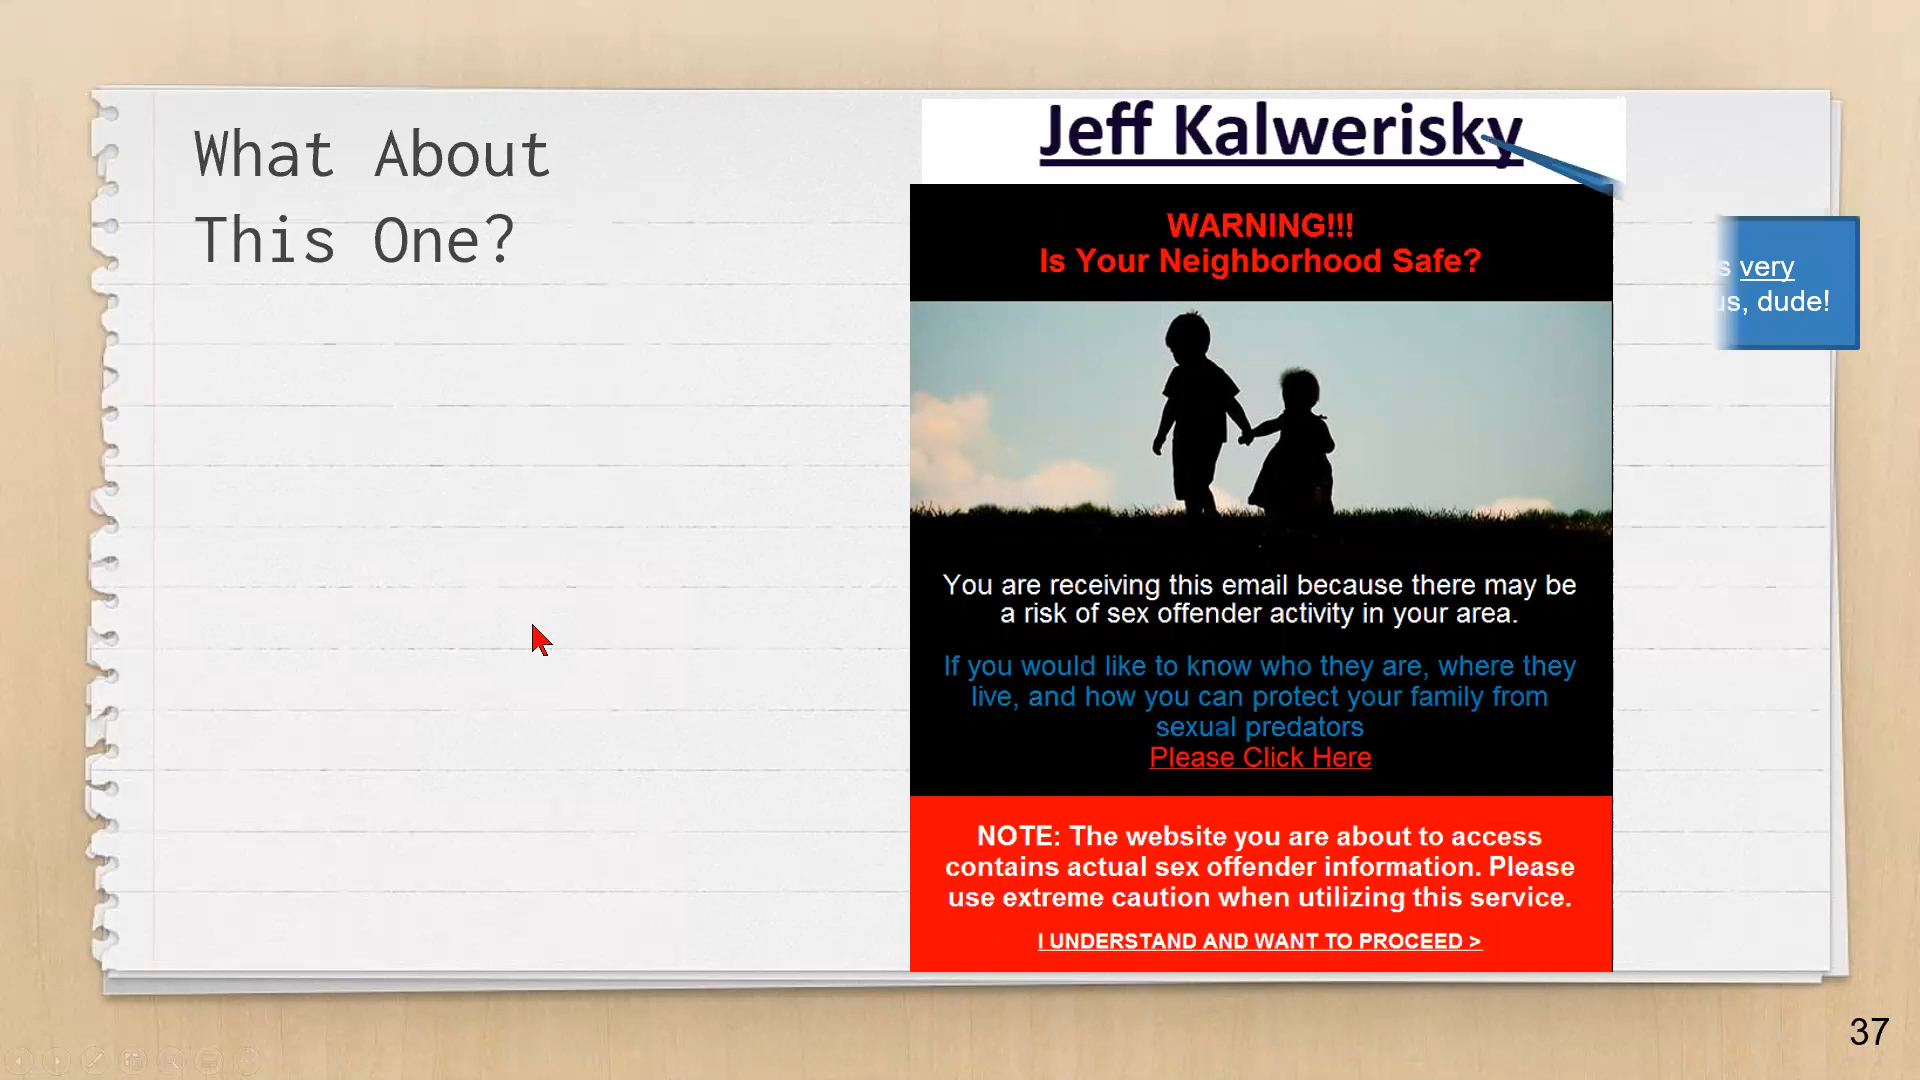 What About
This One?
Jeff Kalwerisky
WARNING!!!
Is Your Neighborhood Safe?
very
dude!
You are receiving this email because there may be
a risk of sex offender activity in your area.
If you would like to know who they are, where they
live, and how you can protect your family from
sexual predators
Please Click Here
NOTE: The website you are about to access
contains actual sex offender information. Please
use extreme caution when utilizing this service.
I UNDERSTAND AND WANT TO PROCEED >
37